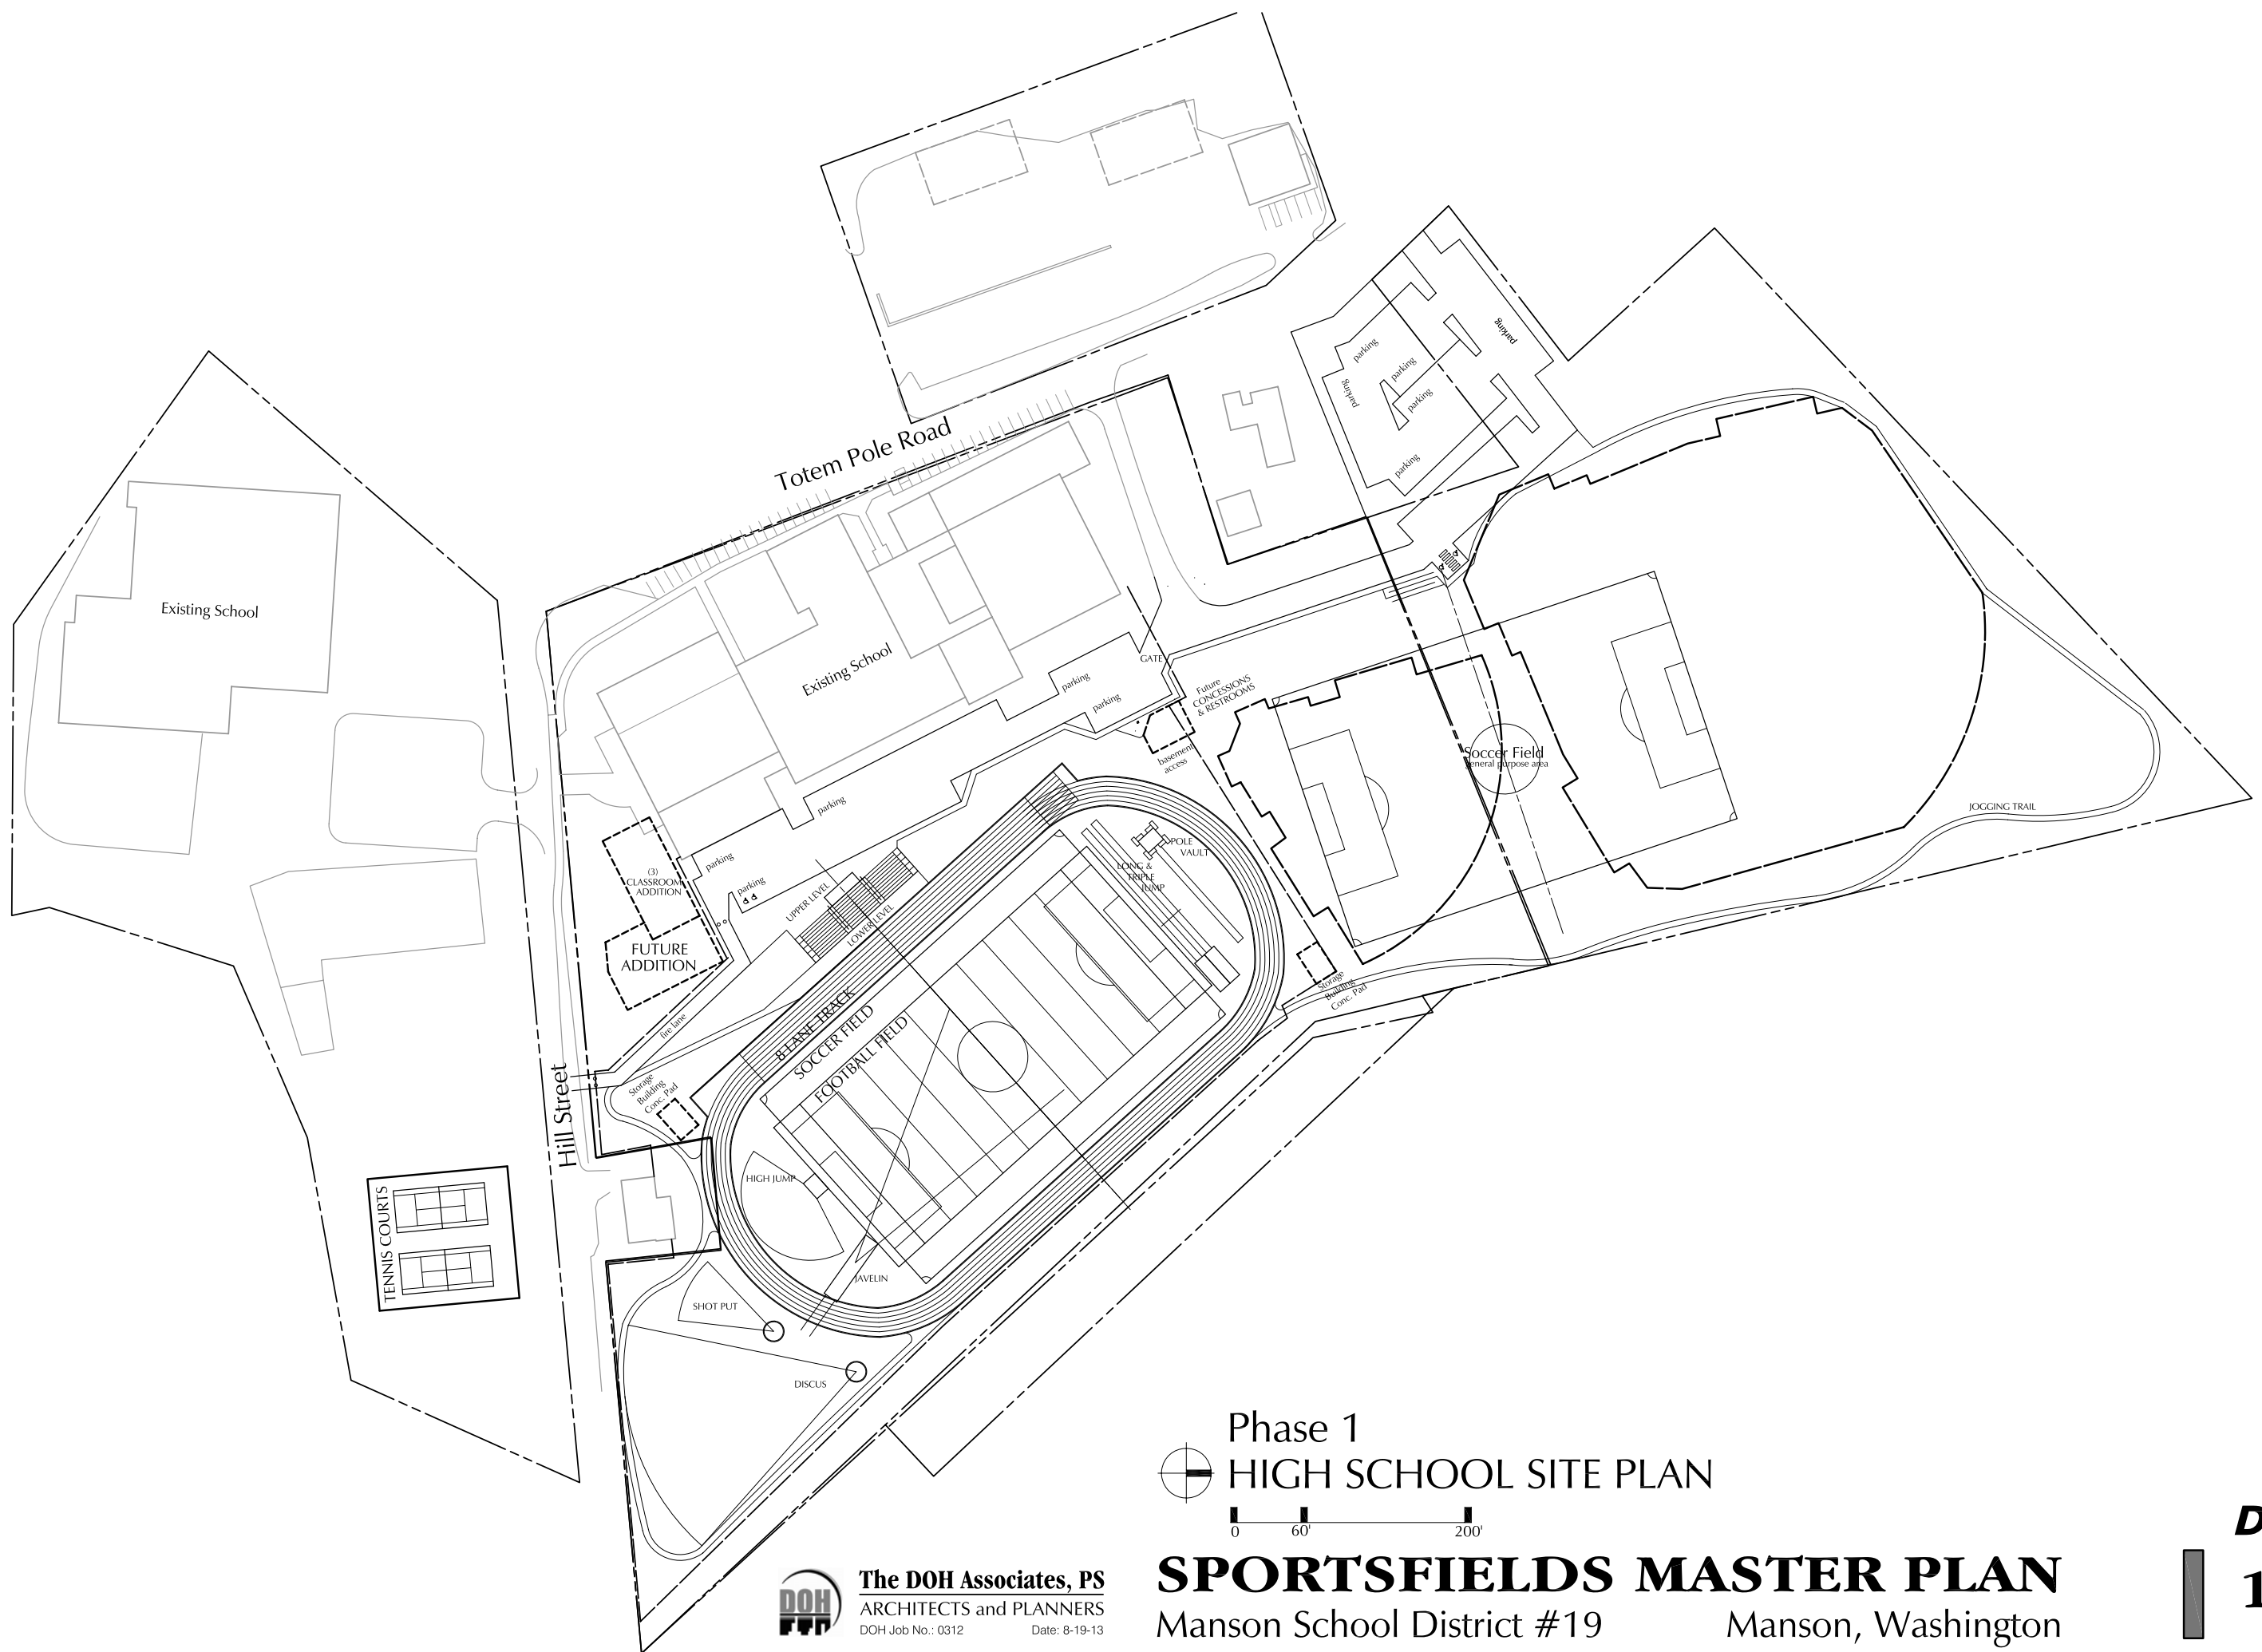 Totem Pole Road
parking
parking
parking
parking
parking
parking
Existing School
Existing School
GATE
parking
parking
Future
CONCESSIONS
& RESTROOMS
basement
access
Soccer Field
general purpose area
JOGGING TRAIL
parking
parking
parking
(3)
CLASSROOM
ADDITION
FUTURE
ADDITION
UPPER LEVEL
LOWER LEVEL
POLE
VAULT
LONG &
TRIPLE
JUMP
fire lane
8-LANE TRACK
SOCCER FIELD
FOOTBALL FIELD
Storage
Building
Conc. Pad
Storage
Building
Conc. Pad
Hill Street
TENNIS COURTS
HIGH JUMP
JAVELIN
SHOT PUT
DISCUS
Phase 1
HIGH SCHOOL SITE PLAN
0 60' 200'
DOH
The DOH Associates, PS
ARCHITECTS and PLANNERS
DOH Job No.: 0312 Date: 8-19-13
SPORTSFIELDS MASTER PLAN
Manson School District #19 Manson, Washington
D
1